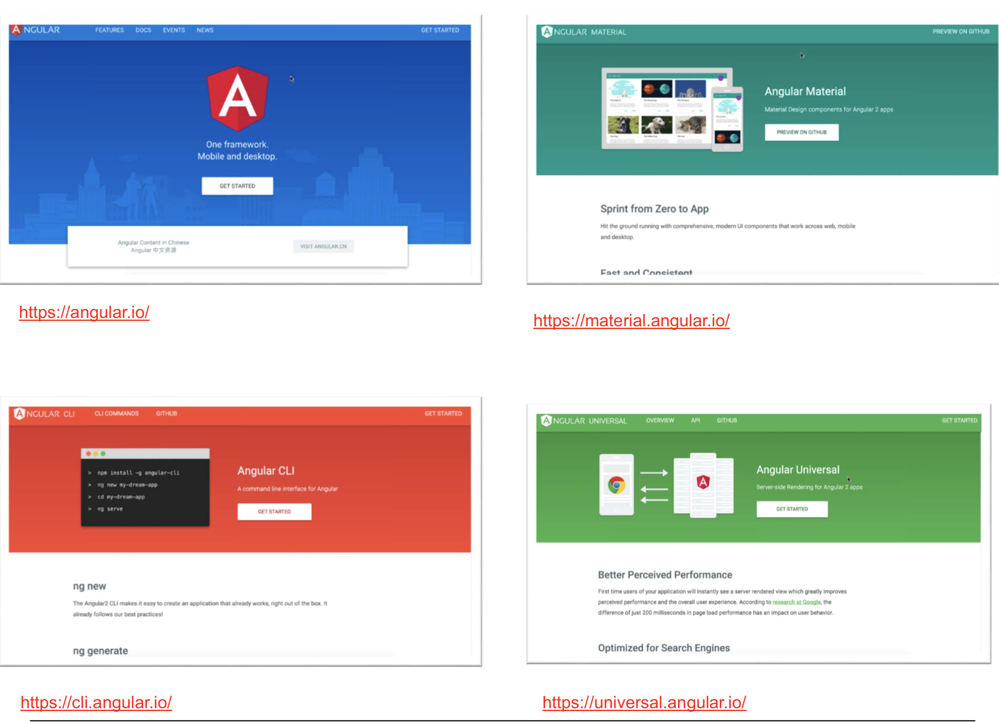 ANGULAR FEATURES DOCS EVENTS NEWS GET STARTED
One framework.
Mobile and desktop.
GET STARTED
Angular Content in Chinese
Angular 中文资源
VISIT ANGULAR.CN
https://angular.io/
ANGULAR MATERIAL PREVIEW ON GITHUB
Angular Material
Material Design components for Angular 2 apps
PREVIEW ON GITHUB
Sprint from Zero to App
Hit the ground running with comprehensive, modern UI components that work across web, mobile
and desktop.
Fast and Consistent
https://material.angular.io/
ANGULAR CLI CLI COMMANDS GITHUB GET STARTED
> npm install -g angular-cli
> ng new my-dream-app
> cd my-dream-app
> ng serve
Angular CLI
A command line interface for Angular
GET STARTED
ng new
The Angular2 CLI makes it easy to create an application that already works, right out of the box. It
already follows our best practices!
ng generate
https://cli.angular.io/
ANGULAR UNIVERSAL OVERVIEW API GITHUB GET STARTED
Angular Universal
Server-side Rendering for Angular 2 apps
GET STARTED
Better Perceived Performance
First time users of your application will instantly see a server rendered view which greatly improves
perceived performance and the overall user experience. According to research at Google, the
difference of just 200 milliseconds in page load performance has an impact on user behavior.
Optimized for Search Engines
https://universal.angular.io/